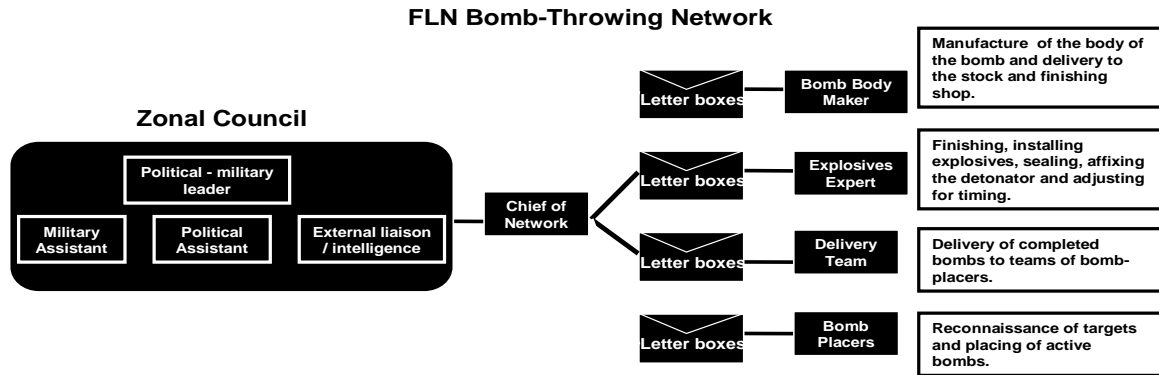 FLN Bomb-Throwing Network
Zonal Council
Political - military
leader
Military
Assistant
Political
Assistant
External liaison
/ intelligence
Chief of
Network
Letter boxes
Bomb Body
Maker
Manufacture of the body of
the bomb and delivery to
the stock and finishing
shop.
Letter boxes
Explosives
Expert
Finishing, installing
explosives, sealing, affixing
the detonator and adjusting
for timing.
Letter boxes
Delivery
Team
Delivery of completed
bombs to teams of bomb-
placers.
Letter boxes
Bomb
Placers
Reconnaissance of targets
and placing of active
bombs.